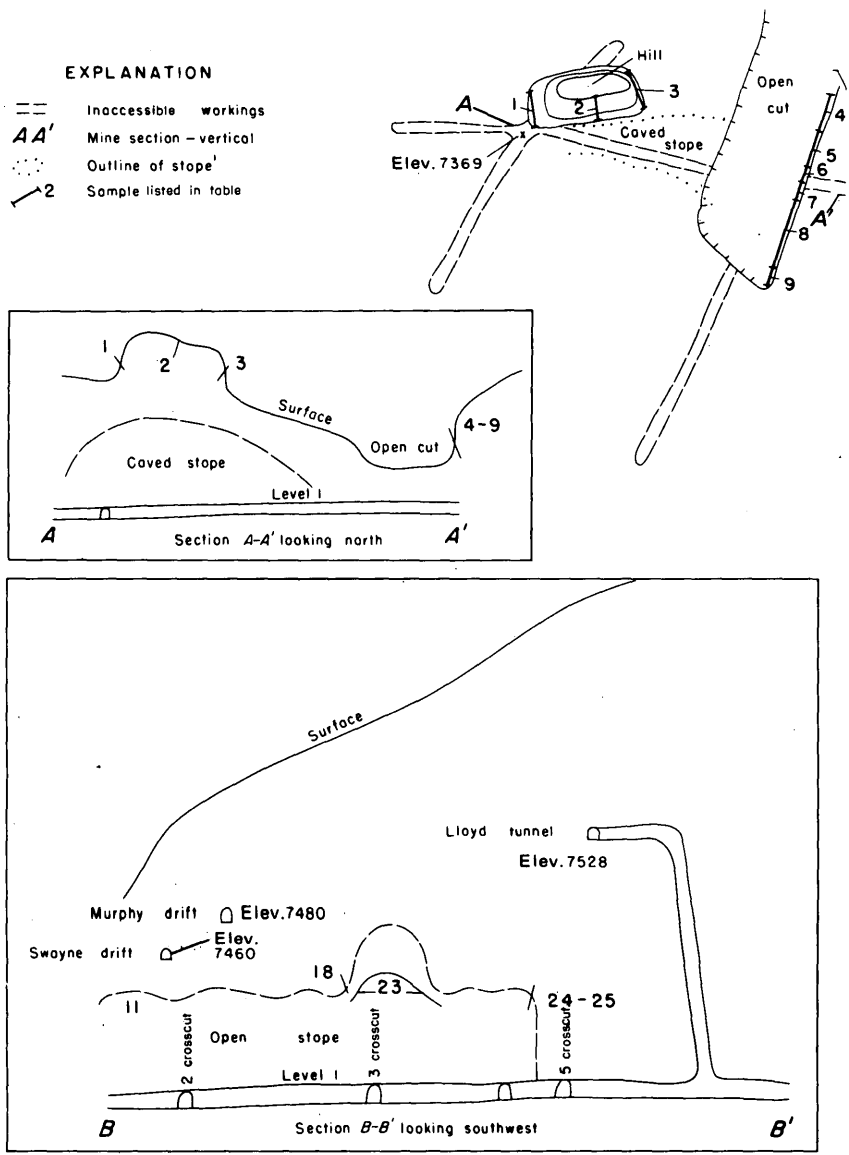 EXPLANATION
Inaccessible workings
AA' Mine section – vertical
Outline of stope'
2 Sample listed in table
Hill
Open
cut
A
1
2
3
Caved
stope
Elev. 7369
4
5
6
7
A'
8
9
1
2
3
Surface
4-9
Open cut
Caved stope
Level 1
A
Section A-A' looking north
A'
Surface
Lloyd tunnel
Elev. 7528
Murphy drift
Elev. 7480
Swayne drift
Elev.
7460
18
23
11
24-25
2 crosscut
Open stope
3 crosscut
5 crosscut
Level 1
B
Section B-B' looking southwest
B'